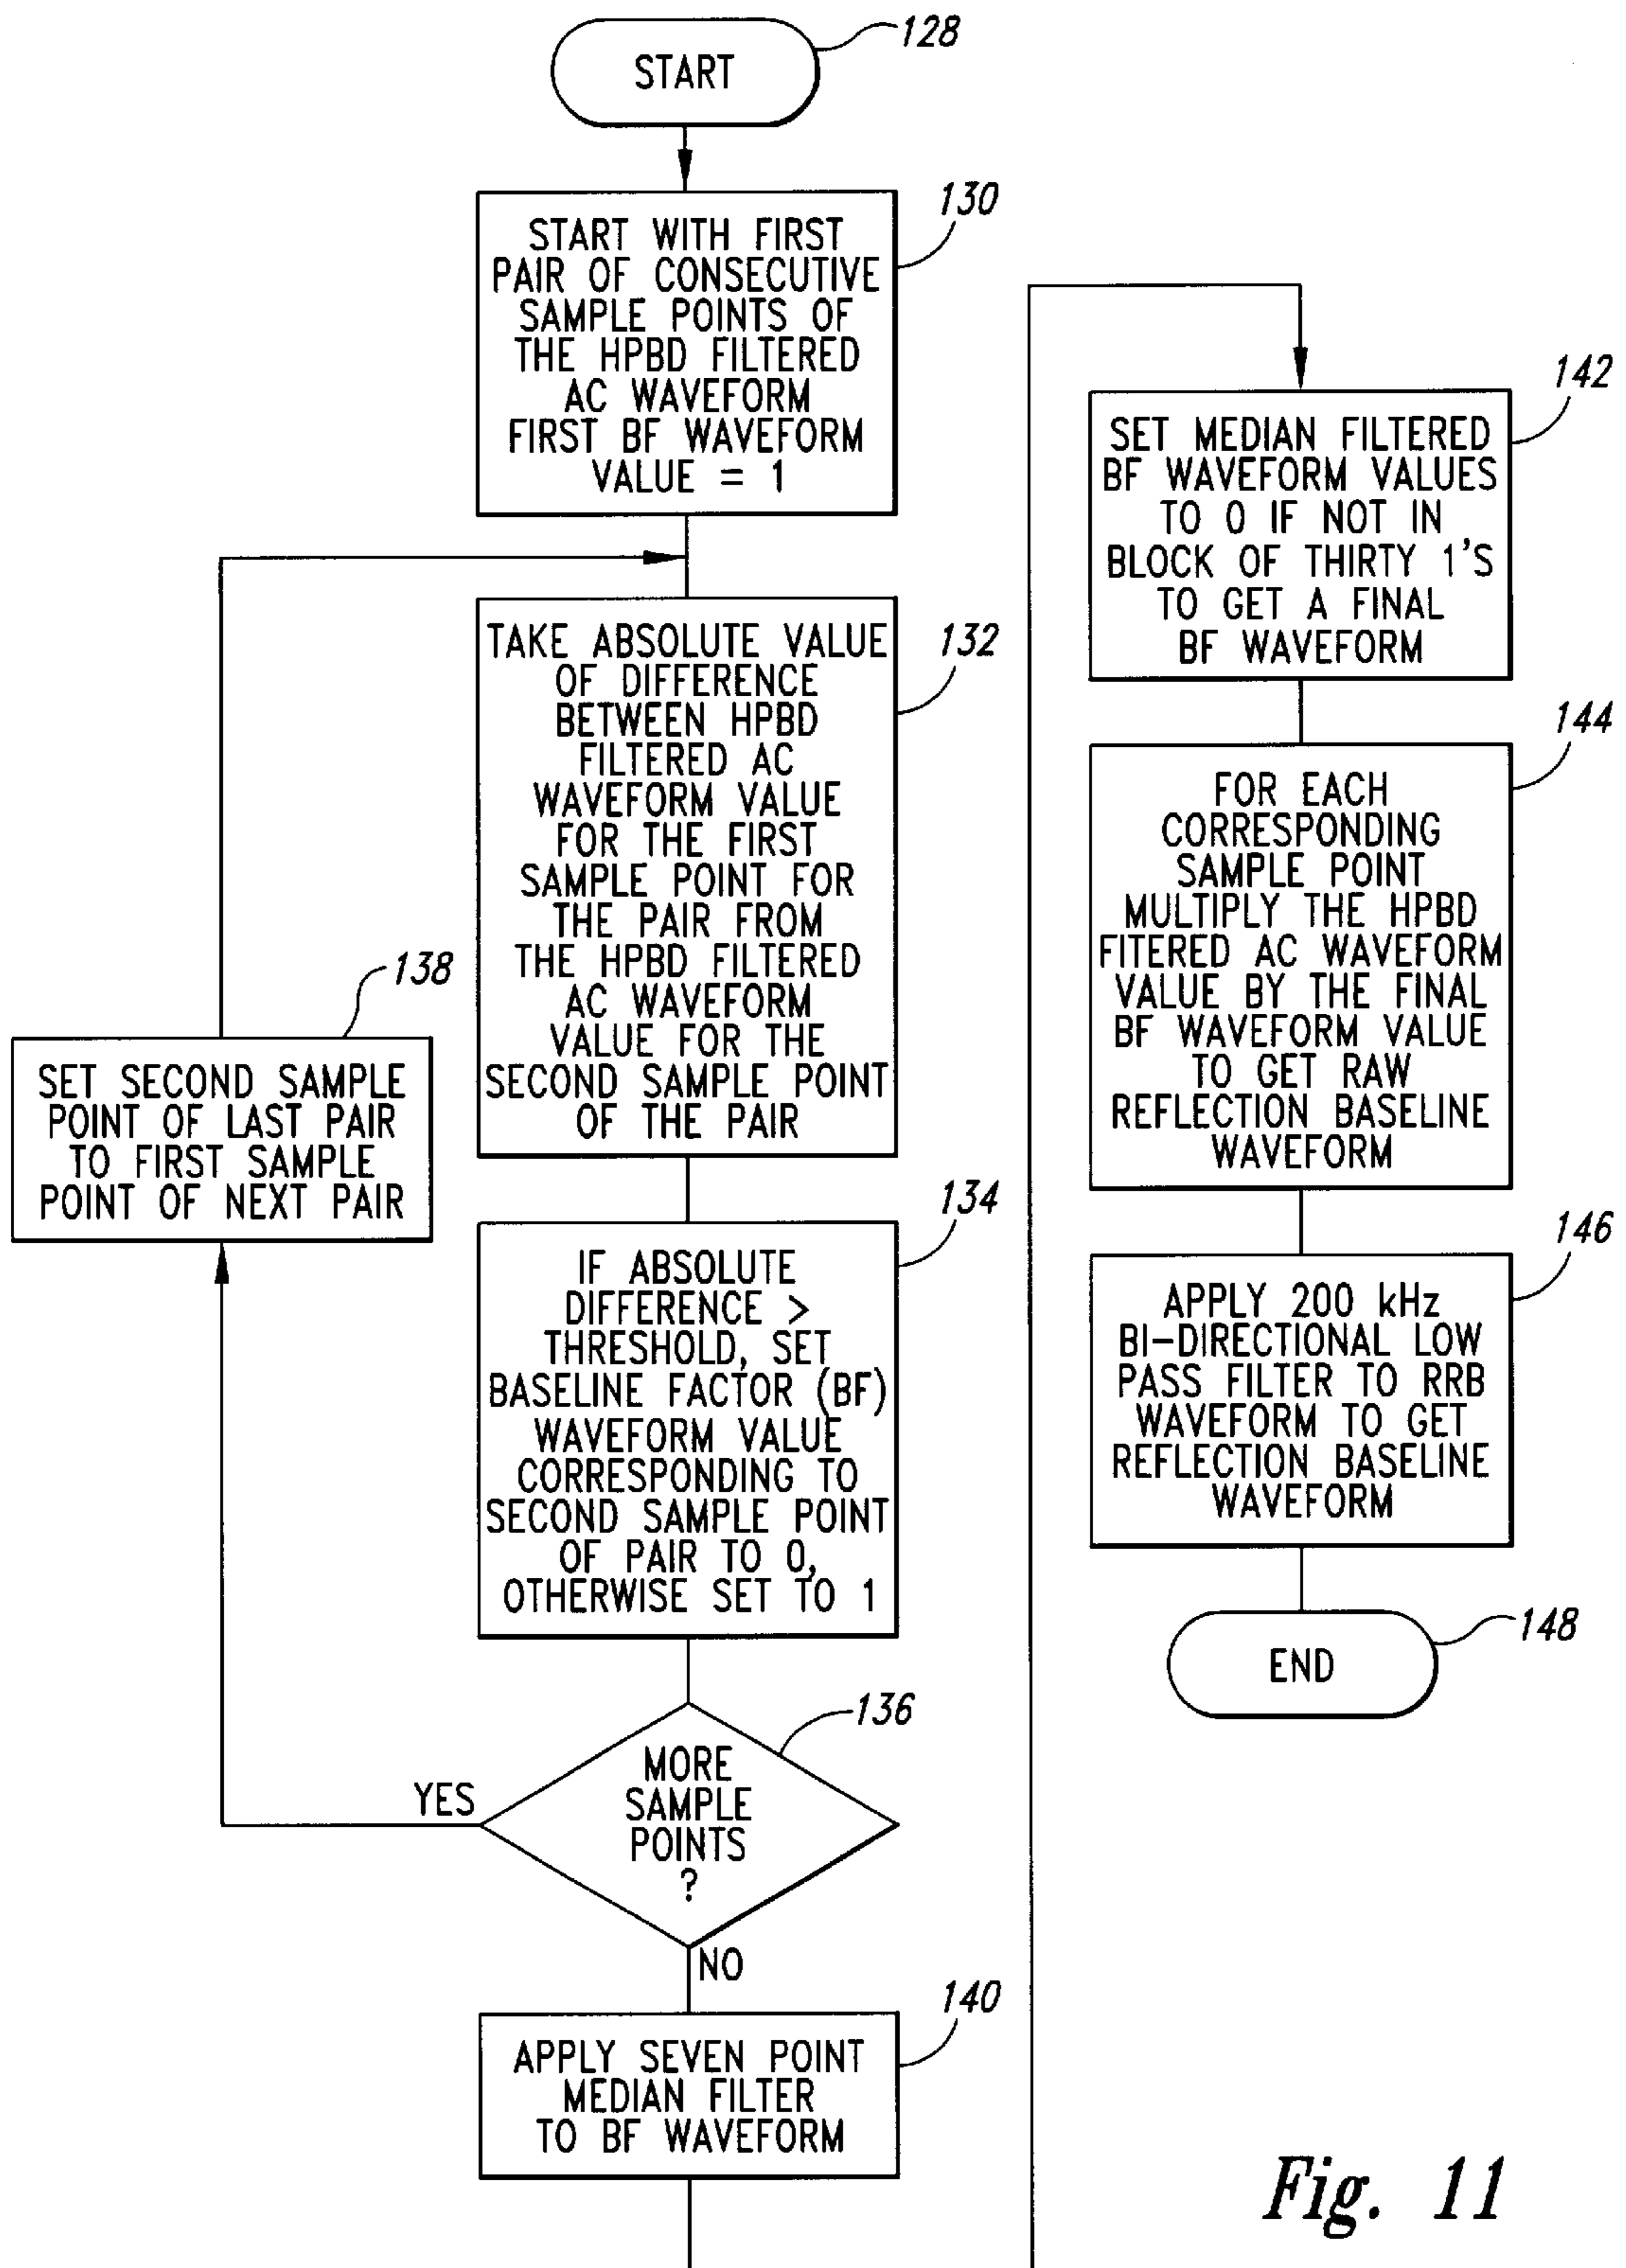 128
START
130
START WITH FIRST
PAIR OF CONSECUTIVE
SAMPLE POINTS OF
THE HPBD FILTERED
AC WAVEFORM
FIRST BF WAVEFORM
VALUE = 1
132
TAKE ABSOLUTE VALUE
OF DIFFERENCE
BETWEEN HPBD
FILTERED AC
WAVEFORM VALUE
FOR THE FIRST
SAMPLE POINT FOR
THE PAIR FROM
THE HPBD FILTERED
AC WAVEFORM
VALUE FOR THE
SECOND SAMPLE POINT
OF THE PAIR
138
SET SECOND SAMPLE
POINT OF LAST PAIR
TO FIRST SAMPLE
POINT OF NEXT PAIR
134
IF ABSOLUTE
DIFFERENCE >
THRESHOLD, SET
BASELINE FACTOR (BF)
WAVEFORM VALUE
CORRESPONDING TO
SECOND SAMPLE POINT
OF PAIR TO 0,
OTHERWISE SET TO 1
136
MORE
SAMPLE
POINTS
?
YES
NO
140
APPLY SEVEN POINT
MEDIAN FILTER
TO BF WAVEFORM
142
SET MEDIAN FILTERED
BF WAVEFORM VALUES
TO 0 IF NOT IN
BLOCK OF THIRTY 1'S
TO GET A FINAL
BF WAVEFORM
144
FOR EACH
CORRESPONDING
SAMPLE POINT
MULTIPLY THE HPBD
FITERED AC WAVEFORM
VALUE BY THE FINAL
BF WAVEFORM VALUE
TO GET RAW
REFLECTION BASELINE
WAVEFORM
146
APPLY 200 kHz
BI-DIRECTIONAL LOW
PASS FILTER TO RRB
WAVEFORM TO GET
REFLECTION BASELINE
WAVEFORM
148
END
Fig. 11